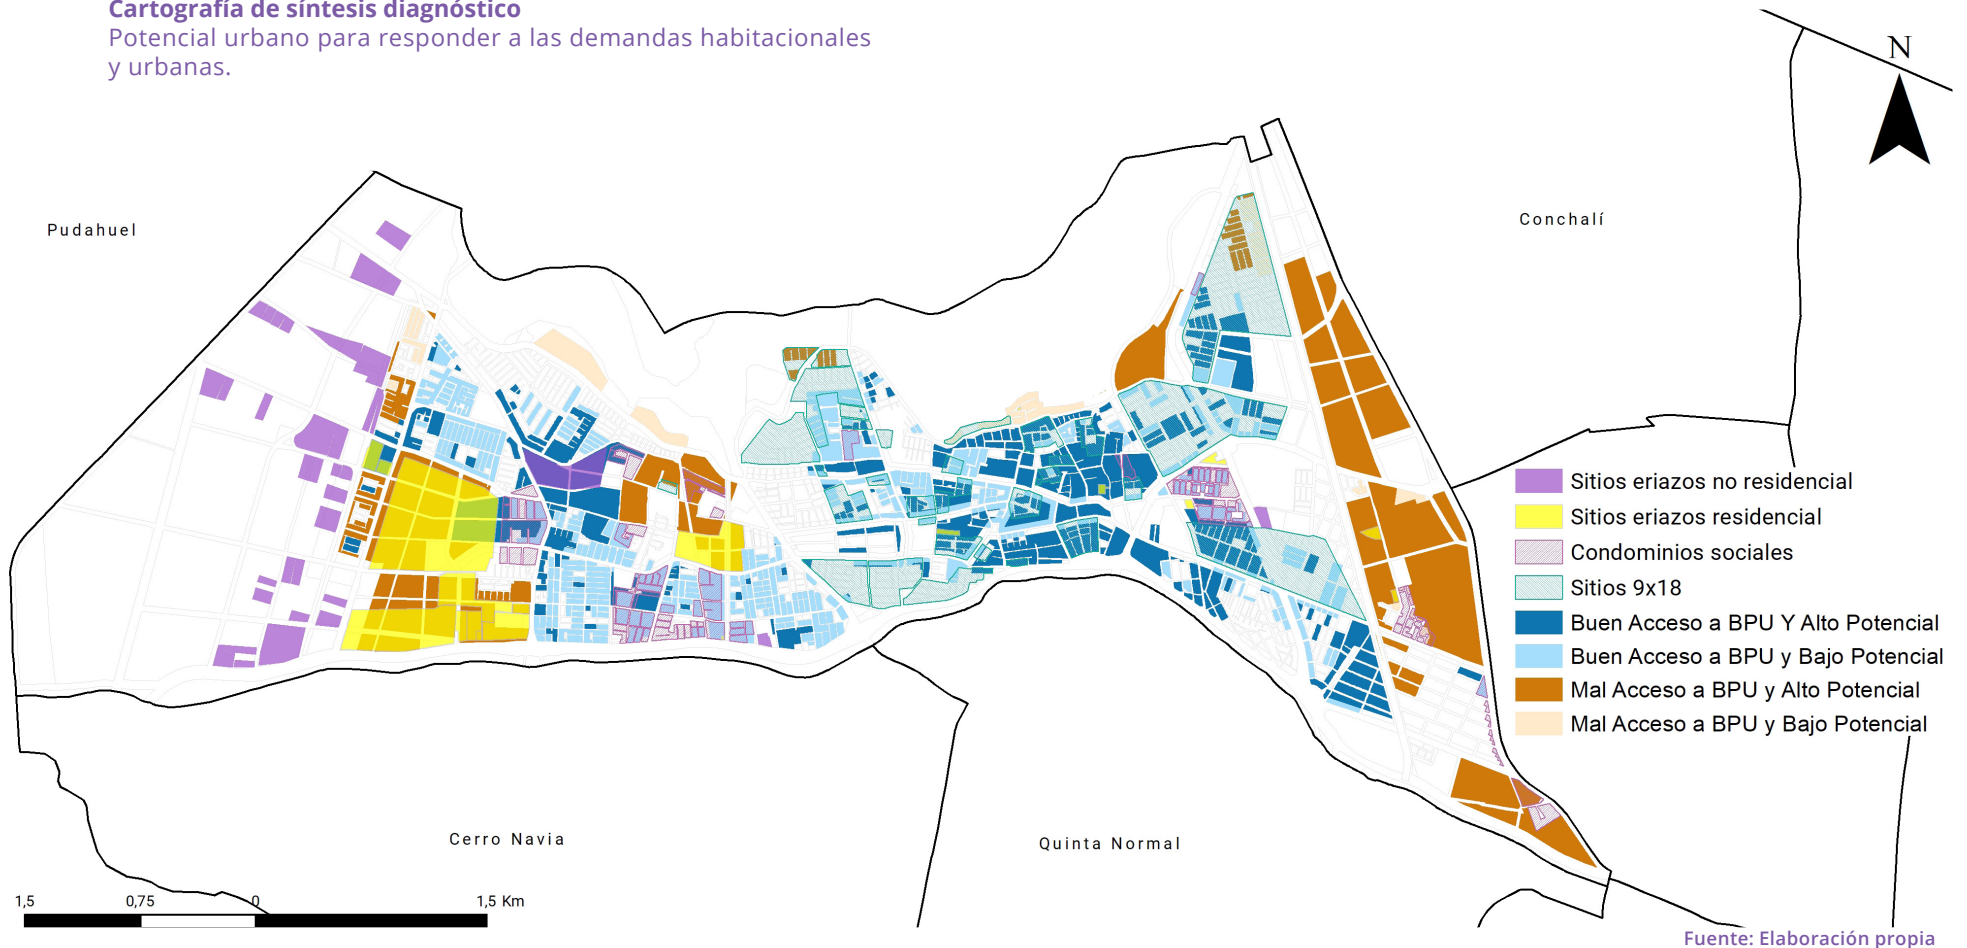 Cartografía de síntesis diagnóstico
Potencial urbano para responder a las demandas habitacionales
y urbanas.
N
Pudahuel
Conchalí
Sitios eriazos no residencial
Sitios eriazos residencial
Condominios sociales
Sitios 9x18
Buen Acceso a BPU Y Alto Potencial
Buen Acceso a BPU y Bajo Potencial
Mal Acceso a BPU y Alto Potencial
Mal Acceso a BPU y Bajo Potencial
Cerro Navia
Quinta Normal
1,5 0,75 0 1,5 Km
Fuente: Elaboración propia